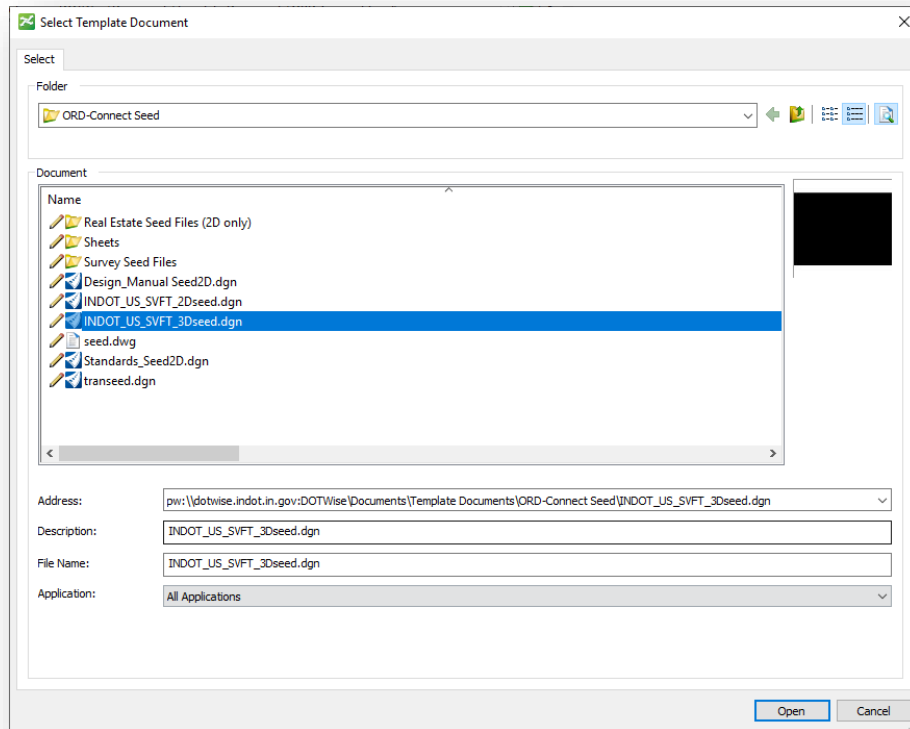 Select Template Document
Select
Folder
ORD-Connect Seed
Document
Name
Real Estate Seed Files (2D only)
Sheets
Survey Seed Files
Design_Manual Seed2D.dgn
INDOT_US_SVFT_2Dseed.dgn
INDOT_US_SVFT_3Dseed.dgn
seed.dwg
Standards_Seed2D.dgn
transeed.dgn
Address: pw:\\dotwise.indot.in.gov:DOTWise\Documents\Template Documents\ORD-Connect Seed\INDOT_US_SVFT_3Dseed.dgn
Description: INDOT_US_SVFT_3Dseed.dgn
File Name: INDOT_US_SVFT_3Dseed.dgn
Application: All Applications
Open Cancel